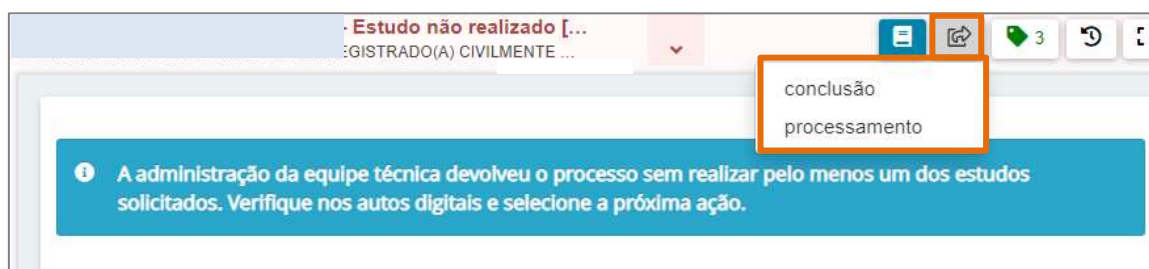 - Estudo não realizado [...
EGISTRADO(A) CIVILMENTE ...
3
conclusão
processamento
A administração da equipe técnica devolveu o processo sem realizar pelo menos um dos estudos
solicitados. Verifique nos autos digitais e selecione a próxima ação.